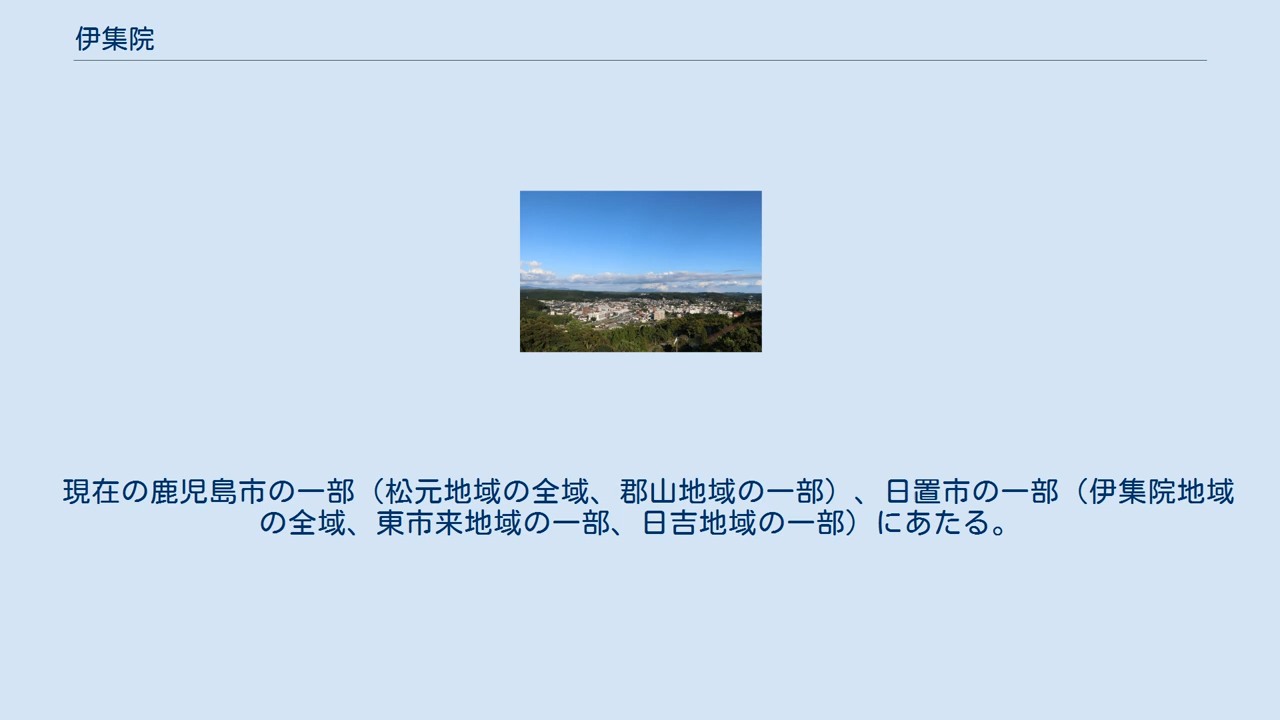 伊集院
現在の鹿児島市の一部（松元地域の全域、郡山地域の一部）、日置市の一部（伊集院地域
の全域、東市来地域の一部、日吉地域の一部）にあたる。